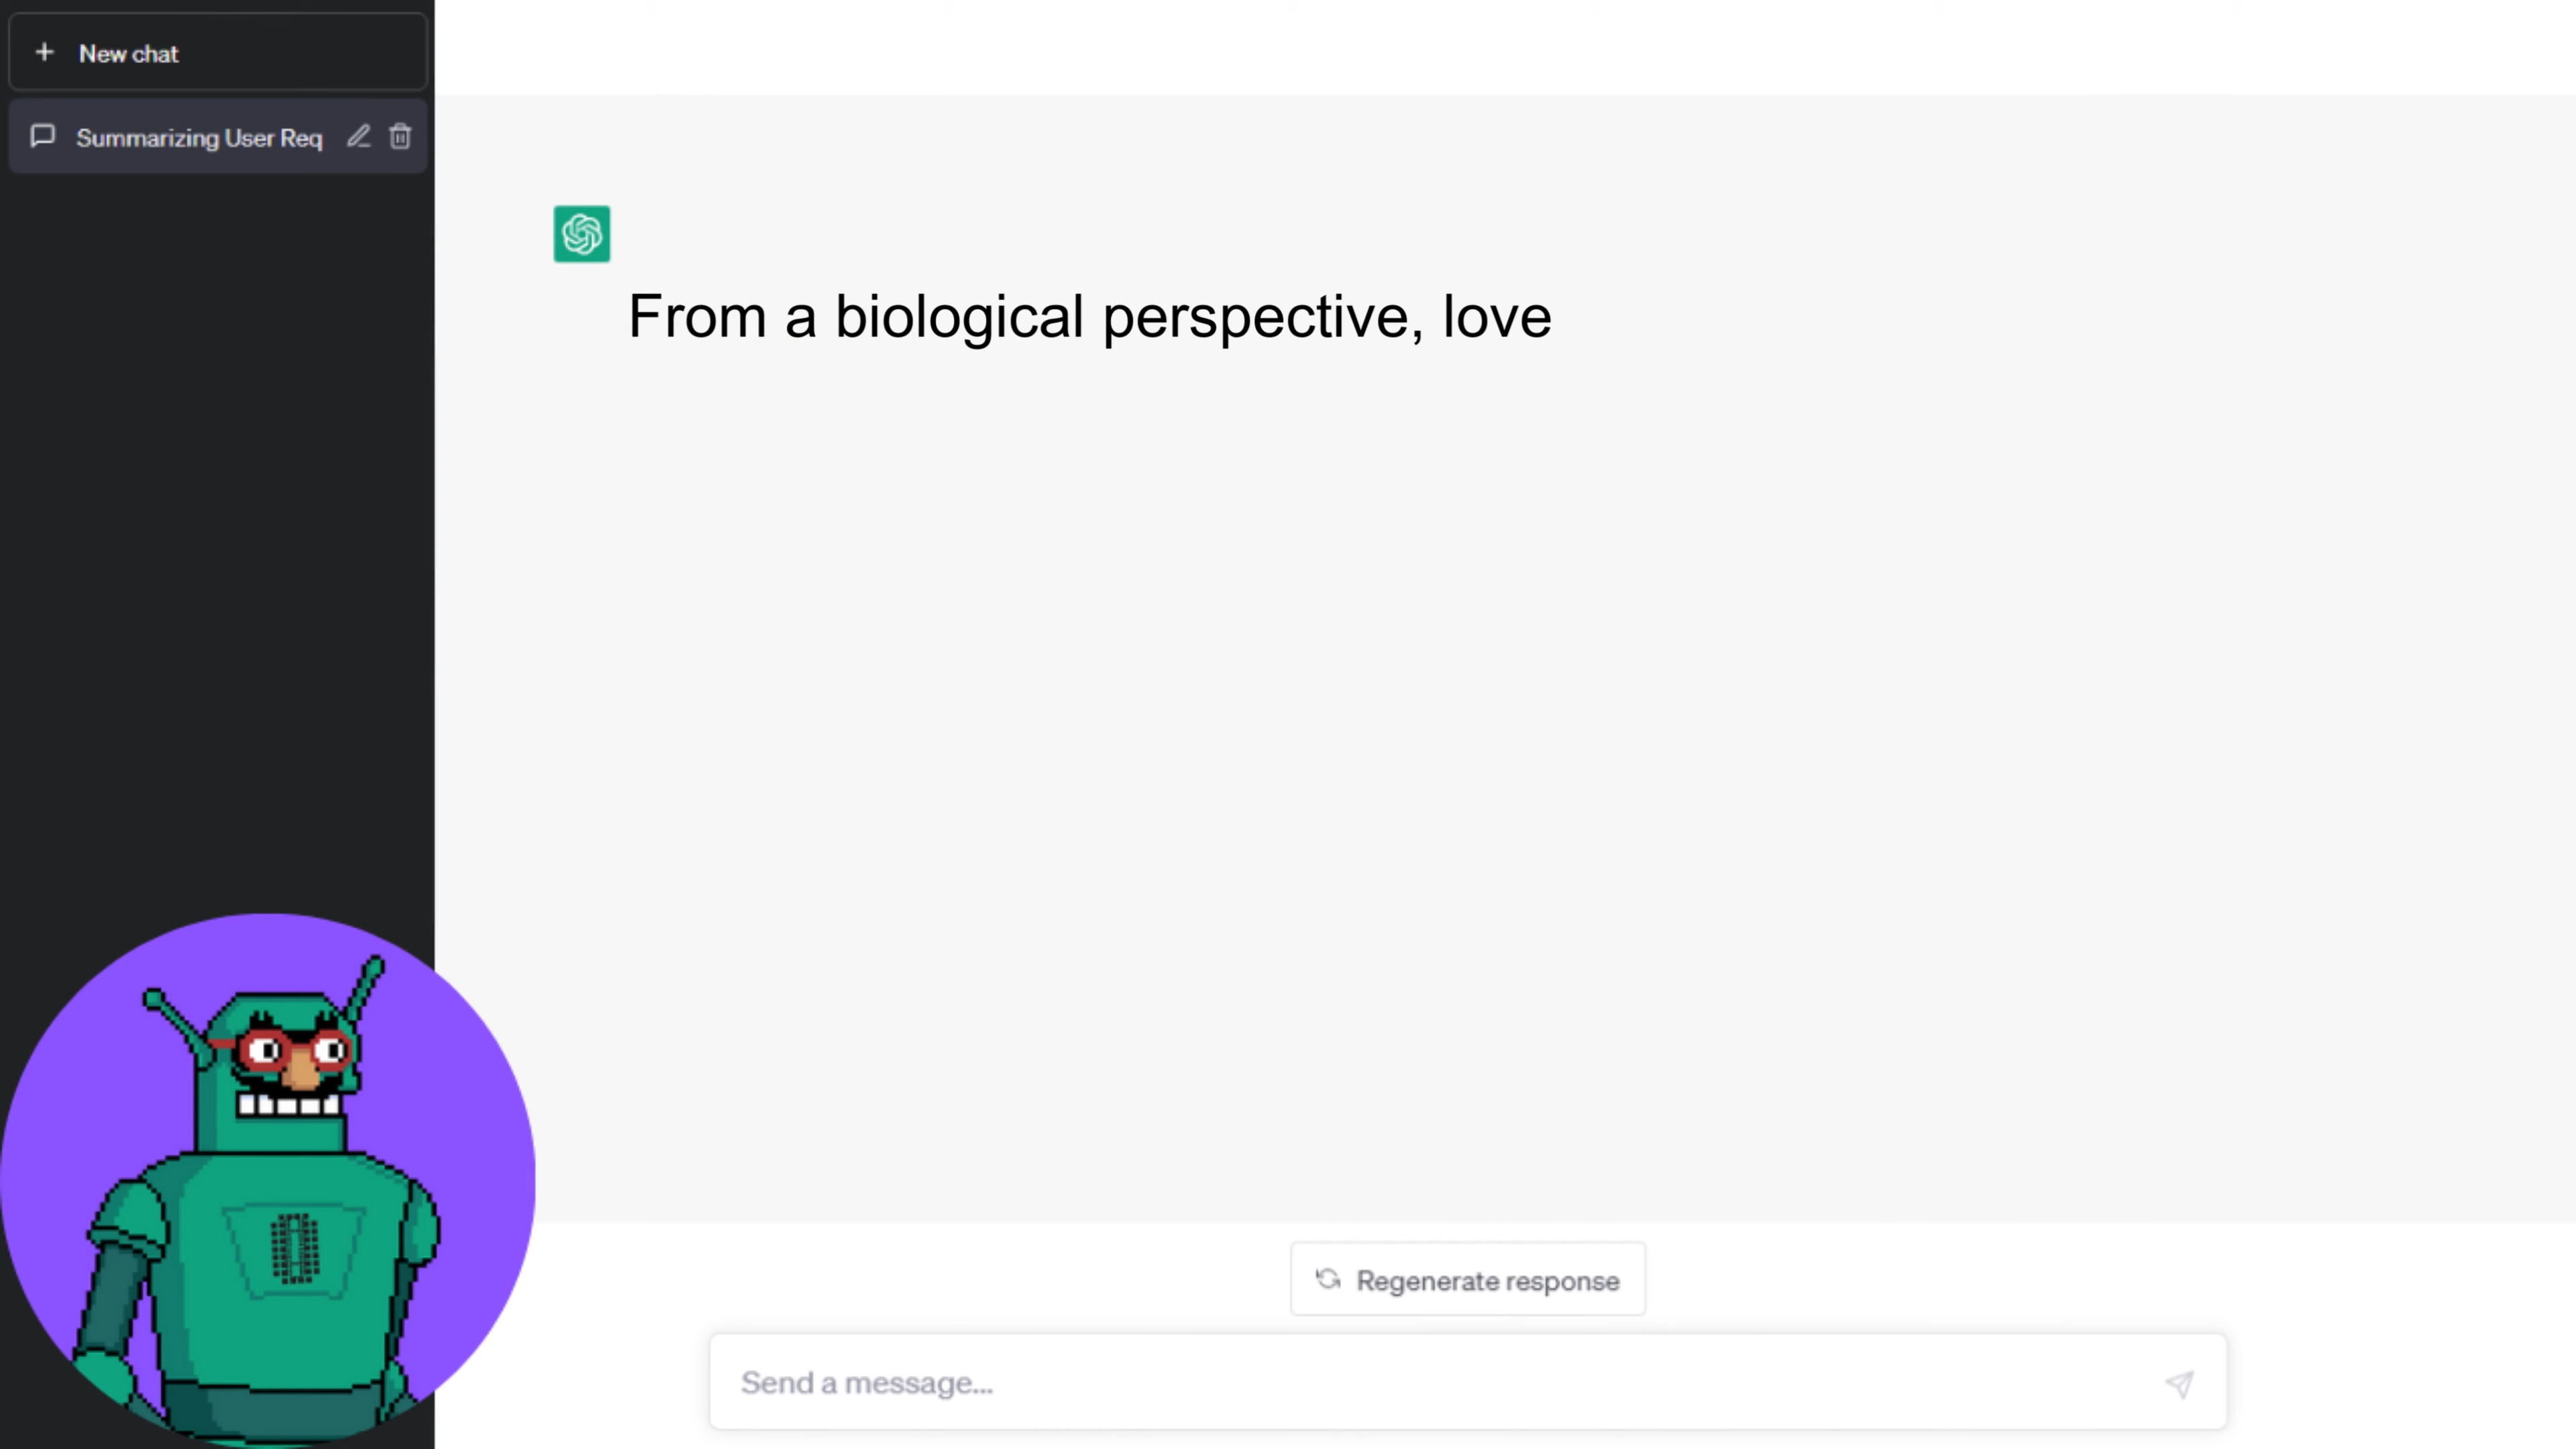 New chat
Summarizing User Req
From a biological perspective, love
Regenerate response
Send a message...